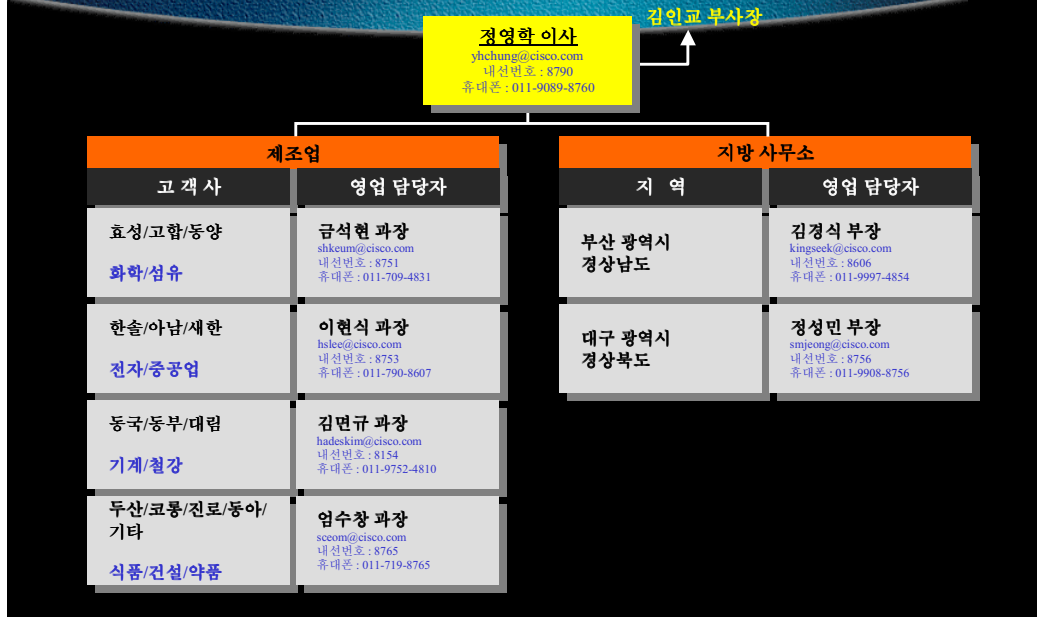 김인교 부사장
정영학 이사
yhchung@cisco.com
내선번호 : 8790
휴대폰 : 011-9089-8760
제조업
고 객 사
영업 담당자
효성/고합/동양
화학/섬유
금석현 과장
shkeum@cisco.com
내선번호 : 8751
휴대폰 : 011-709-4831
한솔/아남/새한
전자/중공업
이현식 과장
hslee@cisco.com
내선번호 : 8753
휴대폰 : 011-790-8607
동국/동부/대림
기계/철강
김면규 과장
hadeskim@cisco.com
내선번호 : 8154
휴대폰 : 011-9752-4810
두산/코롱/진로/동아/
기타
식품/건설/약품
엄수창 과장
sceom@cisco.com
내선번호 : 8765
휴대폰 : 011-719-8765
지방 사무소
지 역
영업 담당자
부산 광역시
경상남도
김경식 부장
kingseek@cisco.com
내선번호 : 8606
휴대폰 : 011-9997-4854
대구 광역시
경상북도
정성민 부장
smjeong@cisco.com
내선번호 : 8756
휴대폰 : 011-9908-8756